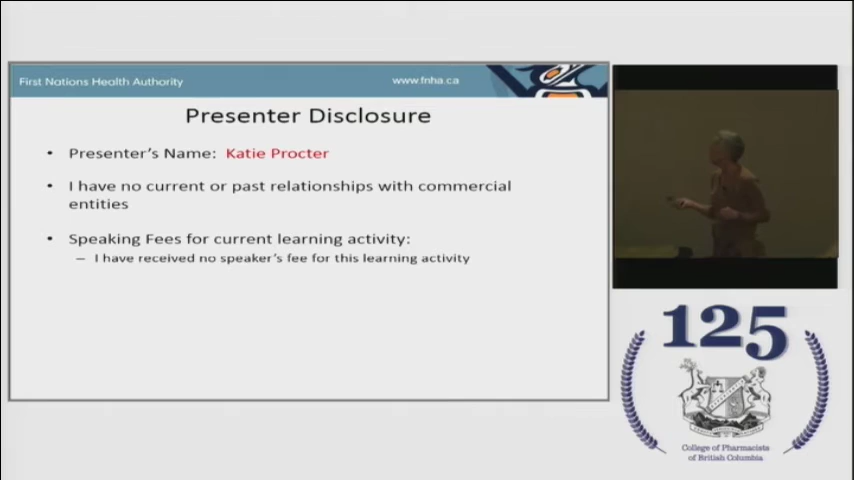 First Nations Health Authority
www.fnha.ca
Presenter Disclosure
• Presenter's Name: Katie Procter
• I have no current or past relationships with commercial
entities
• Speaking Fees for current learning activity:
– I have received no speaker's fee for this learning activity
125
College of Pharmacists
of British Columbia